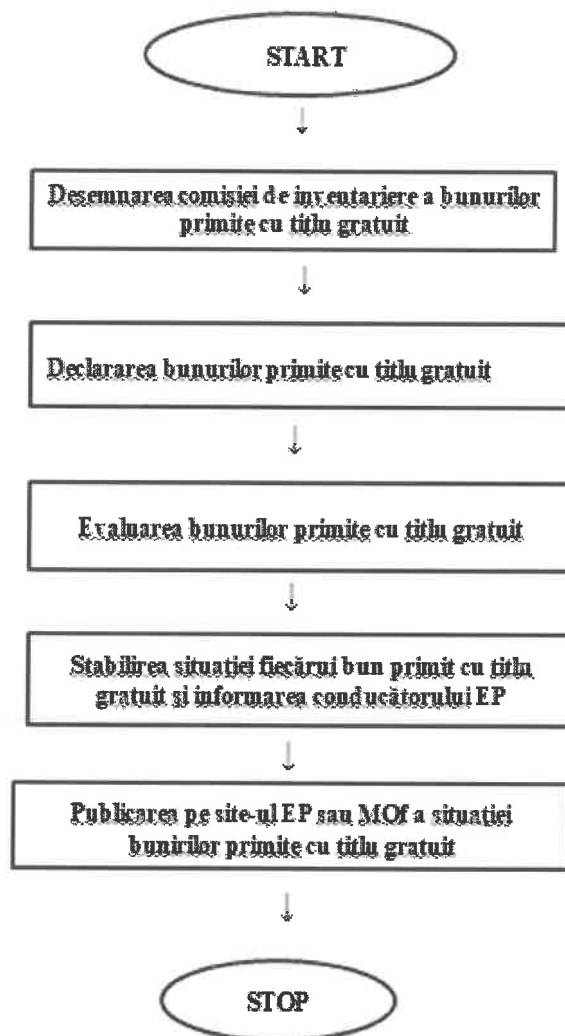 START
Desemnarea comisiei de inventariere a bunurilor
primite cu titlu gratuit
Declararea bunurilor primite cu titlu gratuit
Evaluarea bunurilor primite cu titlu gratuit
Stabilirea situației fiecărui bun primit cu titlu
gratuit și informarea conducătorului EP
Publicarea pe site-ul EP sau MOf a situației
bunirilor primite cu titlu gratuit
STOP